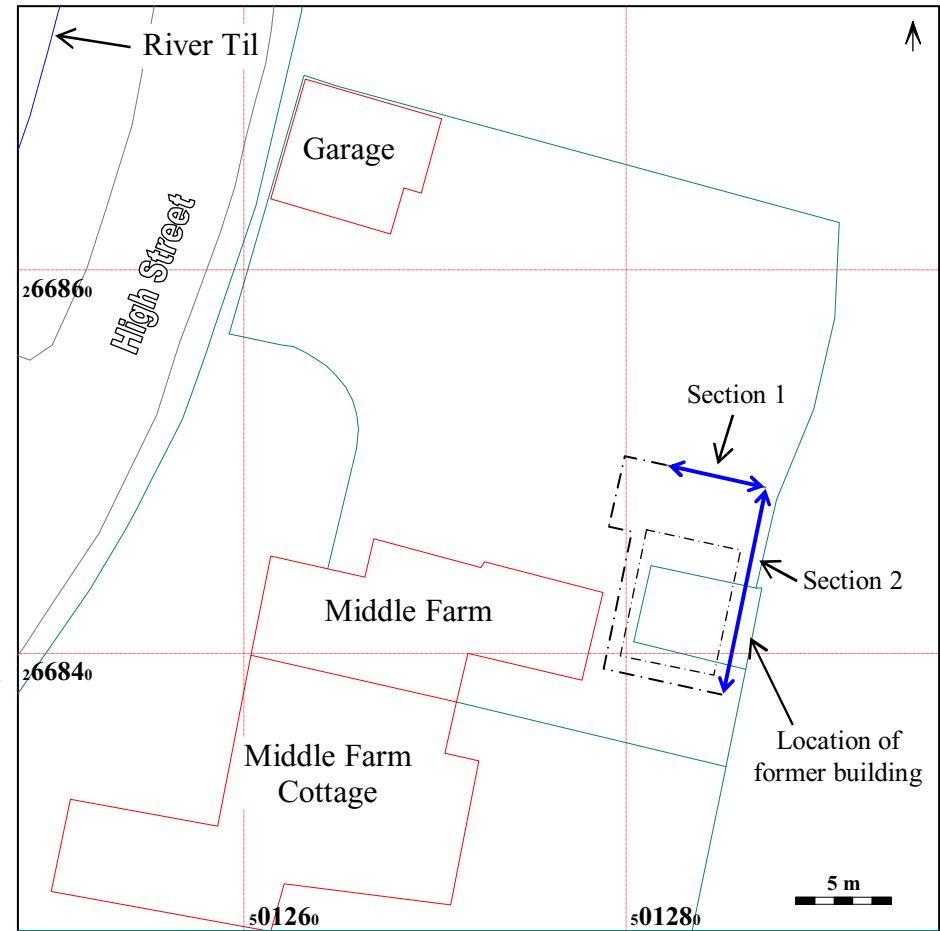 River Til
Garage
High Street
266860
Section 1
Section 2
Middle Farm
266840
Location of
former building
Middle Farm
Cottage
5 m
501260
501280